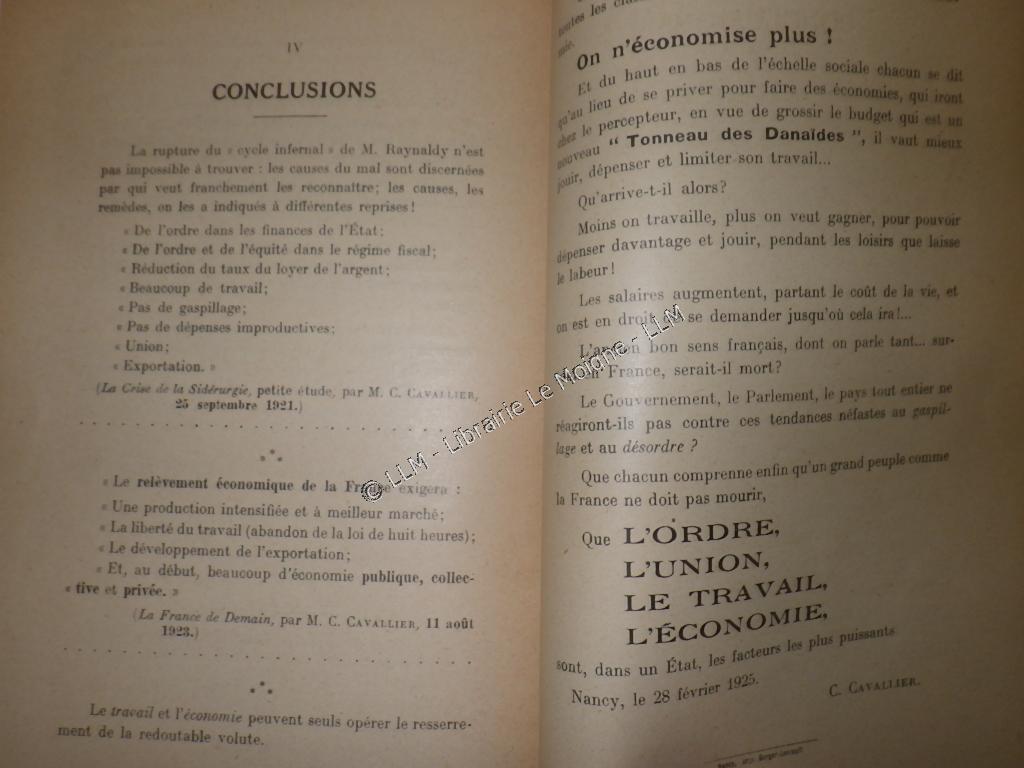 IV
CONCLUSIONS
La rupture du « cycle infernal » de M. Raynaldy n'est
pas impossible à trouver : les causes du mal sont discernées
par qui veut franchement les reconnaître; les causes, les
remèdes, on les a indiqués à différentes reprises!
« De l'ordre dans les finances de l'État;
« De l'ordre et de l'équité dans le régime fiscal;
« Réduction du taux du loyer de l'argent;
« Beaucoup de travail;
« Pas de gaspillage;
« Pas de dépenses improductives;
« Union;
« Exportation. »
(La Crise de la Sidérurgie, petite étude, par M. C. CAVALLIER,
25 septembre 1921.)
« Le relèvement économique de la France exigera :
« Une production intensifiée et à meilleur marché;
« La liberté du travail (abandon de la loi de huit heures);
« Le développement de l'exportation;
« Et, au début, beaucoup d'économie publique, collec-
« tive et privée. »
(La France de Demain, par M. C. CAVALLIER, 11 août
1923.)
Le travail et l'économie peuvent seuls opérer le resserre-
ment de la redoutable volute.
toutes les
mie.
On n'économise plus !
Et du haut en bas de l'échelle sociale chacun se dit
qu'au lieu de se priver pour faire des économies, qui iront
chez le percepteur, en vue de grossir le budget qui est un
nouveau " Tonneau des Danaïdes ", il vaut mieux
jouir, dépenser et limiter son travail...
Qu'arrive-t-il alors?
Moins on travaille, plus on veut gagner, pour pouvoir
dépenser davantage et jouir, pendant les loisirs que laisse
le labeur!
Les salaires augmentent, partant le coût de la vie, et
on est en droit de se demander jusqu'où cela ira!...
L'ancien bon sens français, dont on parle tant... sur-
en France, serait-il mort?
Le Gouvernement, le Parlement, le pays tout entier ne
réagiront-ils pas contre ces tendances néfastes au gaspil-
lage et au désordre ?
Que chacun comprenne enfin qu'un grand peuple comme
la France ne doit pas mourir,
Que L'ORDRE,
L'UNION,
LE TRAVAIL,
L'ÉCONOMIE,
sont, dans un État, les facteurs les plus puissants
Nancy, le 28 février 1925.
C. CAVALLIER.
Nancy, imp. Berger-Levrault
© LLM - Librairie Le Moigne - LLM